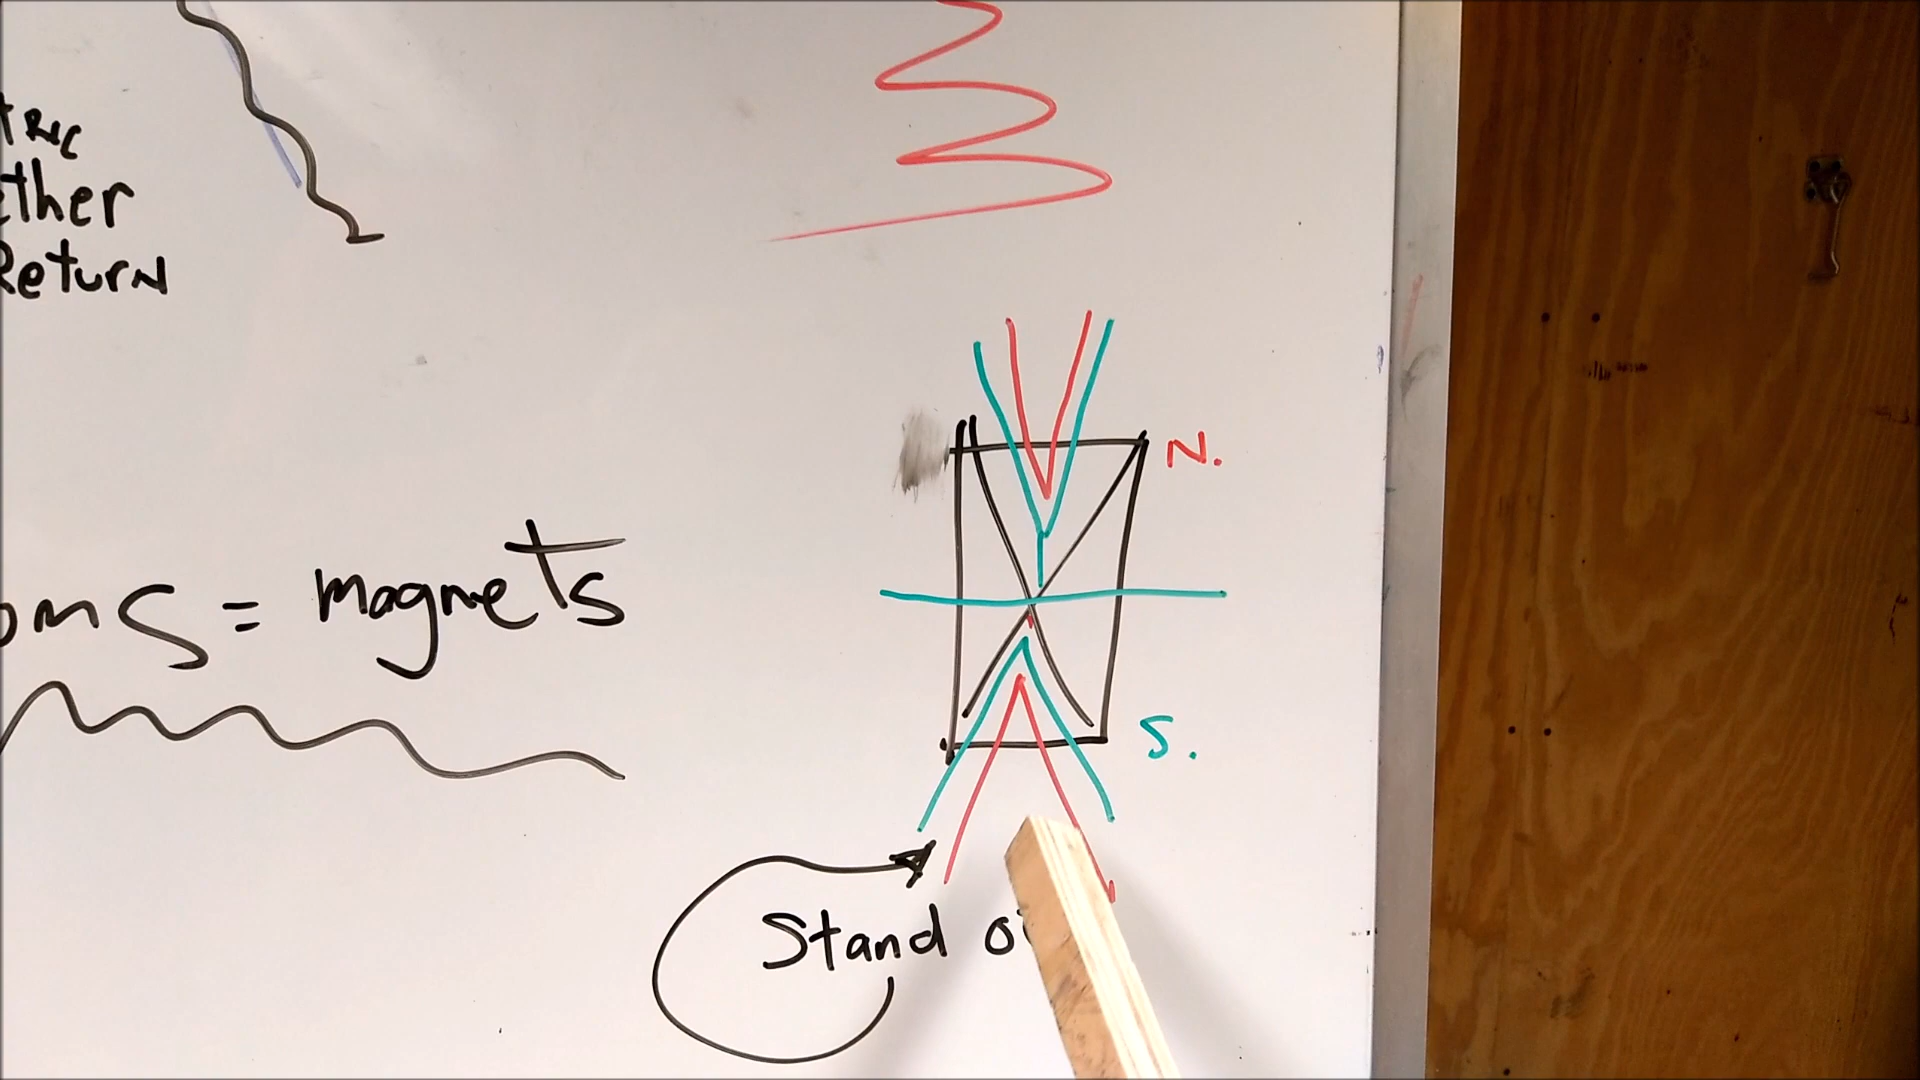 ether
Return
= magnets
N.
S.
Stand